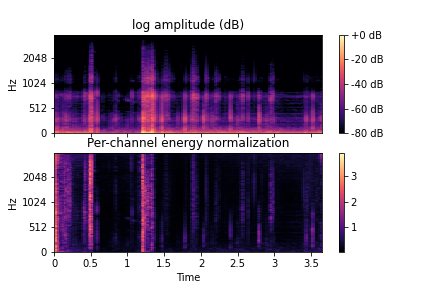 log amplitude (dB)
Hz
2048
1024
512
0
+0 dB
-20 dB
-40 dB
-60 dB
-80 dB
Per-channel energy normalization
Hz
2048
1024
512
0
3
2
1
0 0.5 1 1.5 2 2.5 3 3.5
Time